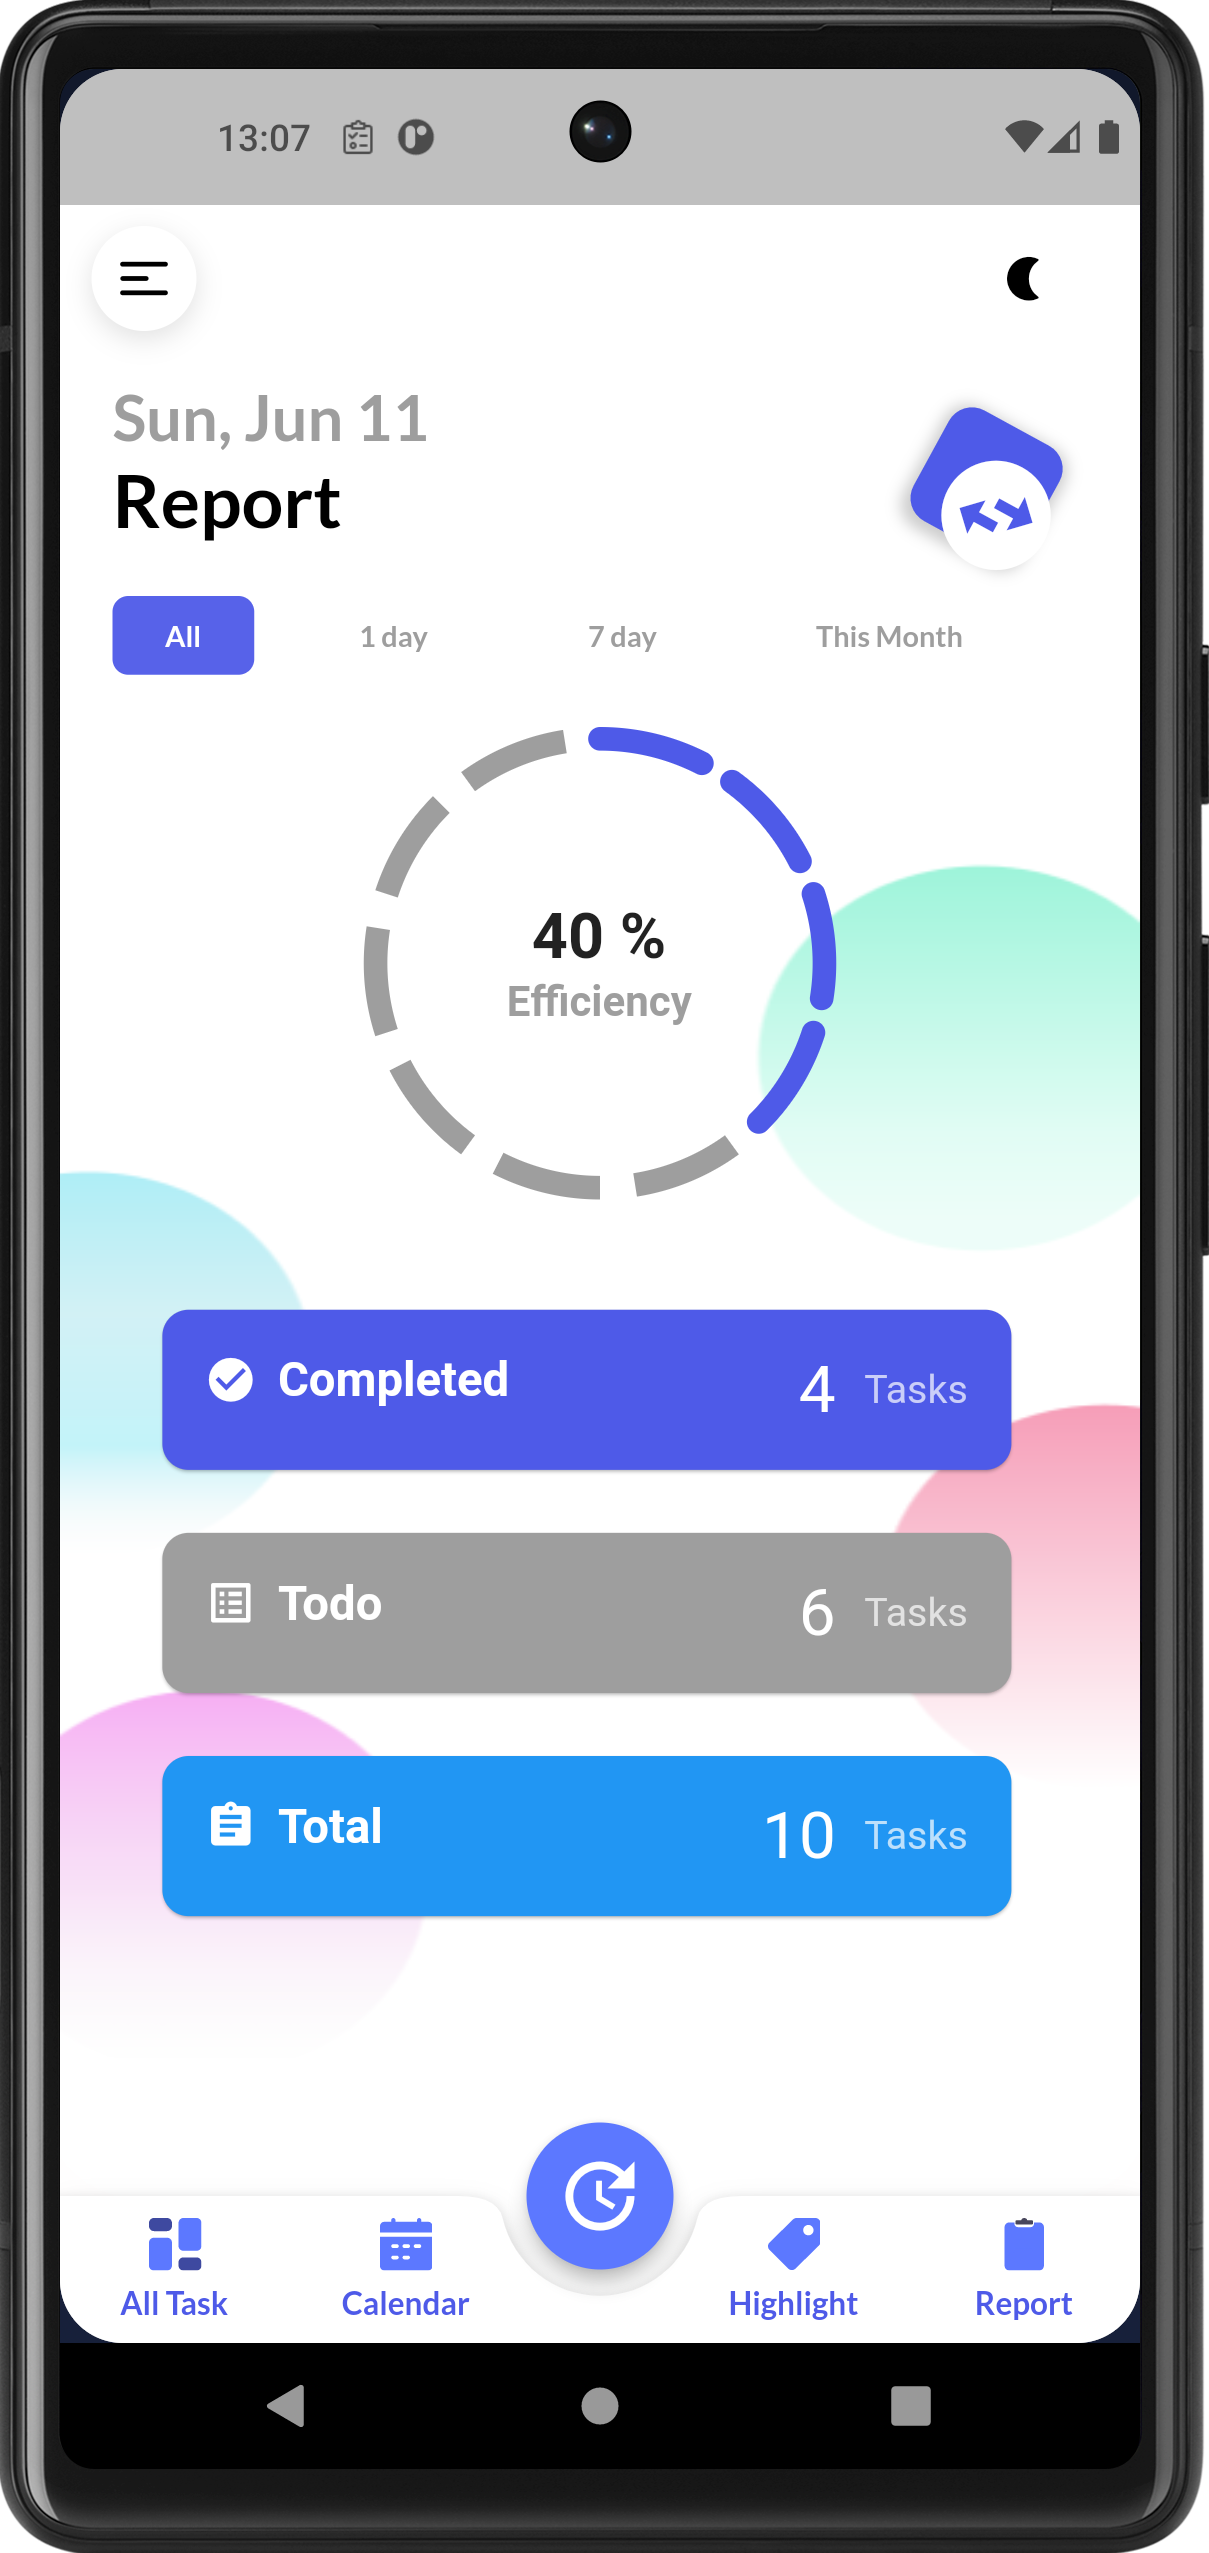 13:07
Sun, Jun 11
Report
All 1 day 7 day This Month
40 %
Efficiency
Completed 4 Tasks
Todo 6 Tasks
Total 10 Tasks
All Task Calendar Highlight Report